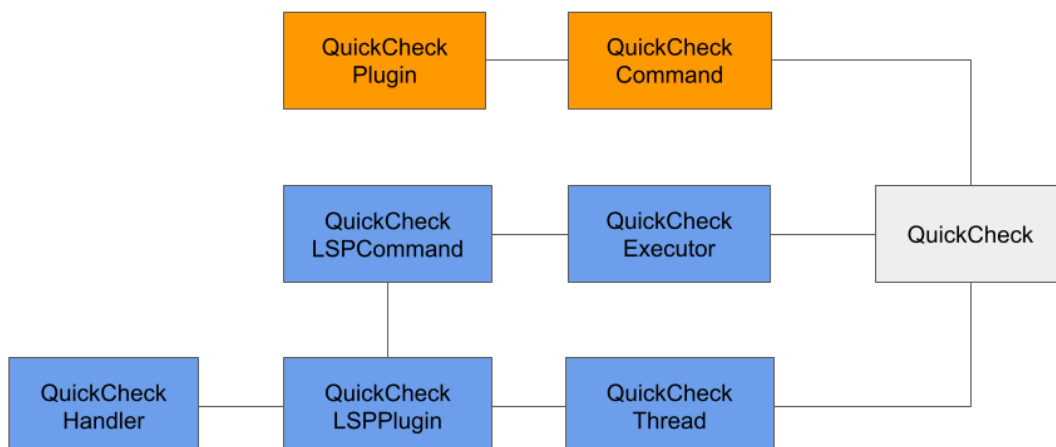 QuickCheck
Plugin
QuickCheck
Command
QuickCheck
LSPCommand
QuickCheck
Executor
QuickCheck
QuickCheck
Handler
QuickCheck
LSPPlugin
QuickCheck
Thread